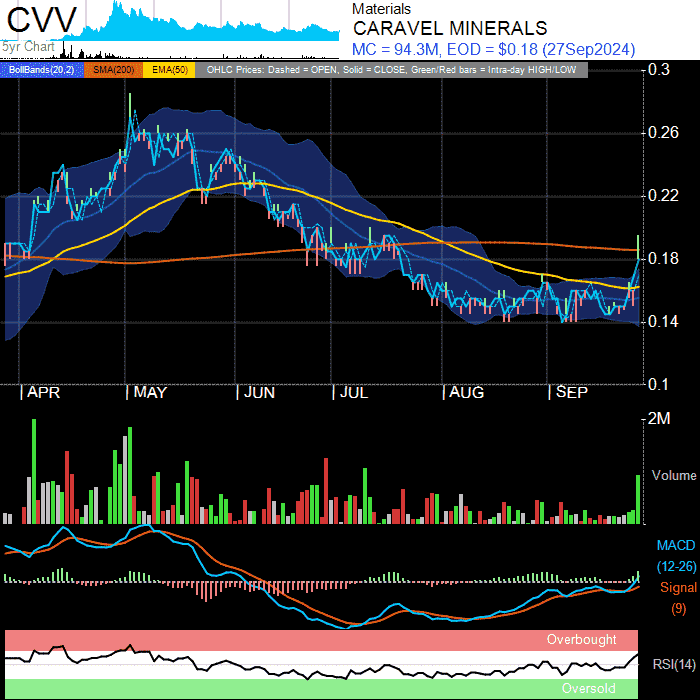 CVV
Materials
CARAVEL MINERALS
MC = 94.3M, EOD = $0.18 (27Sep2024)
5yr Chart
BollBands(20,2) SMA(200) EMA(50) OHLC Prices: Dashed = OPEN, Solid = CLOSE, Green/Red bars = Intra-day HIGH/LOW
0.3
0.26
0.22
0.18
0.14
0.1
APR MAY JUN JUL AUG SEP
2M
Volume
MACD
(12-26)
Signal
(9)
Overbought
RSI(14)
Oversold